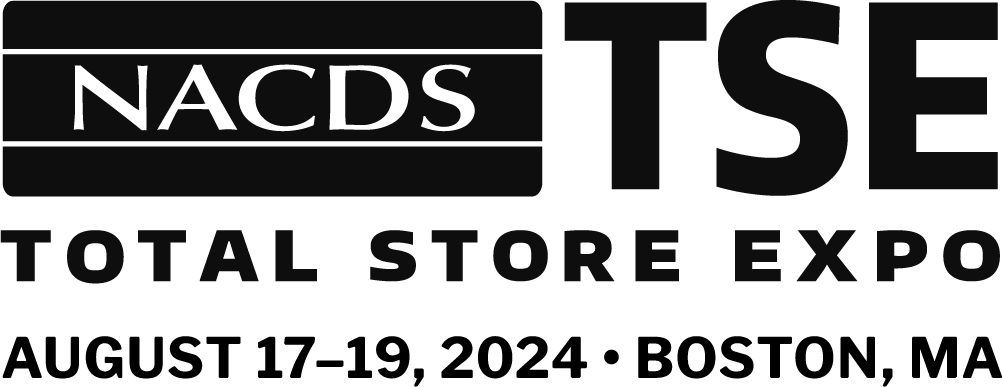 NACDS TSE
TOTAL STORE EXPO
AUGUST 17–19, 2024 • BOSTON, MA